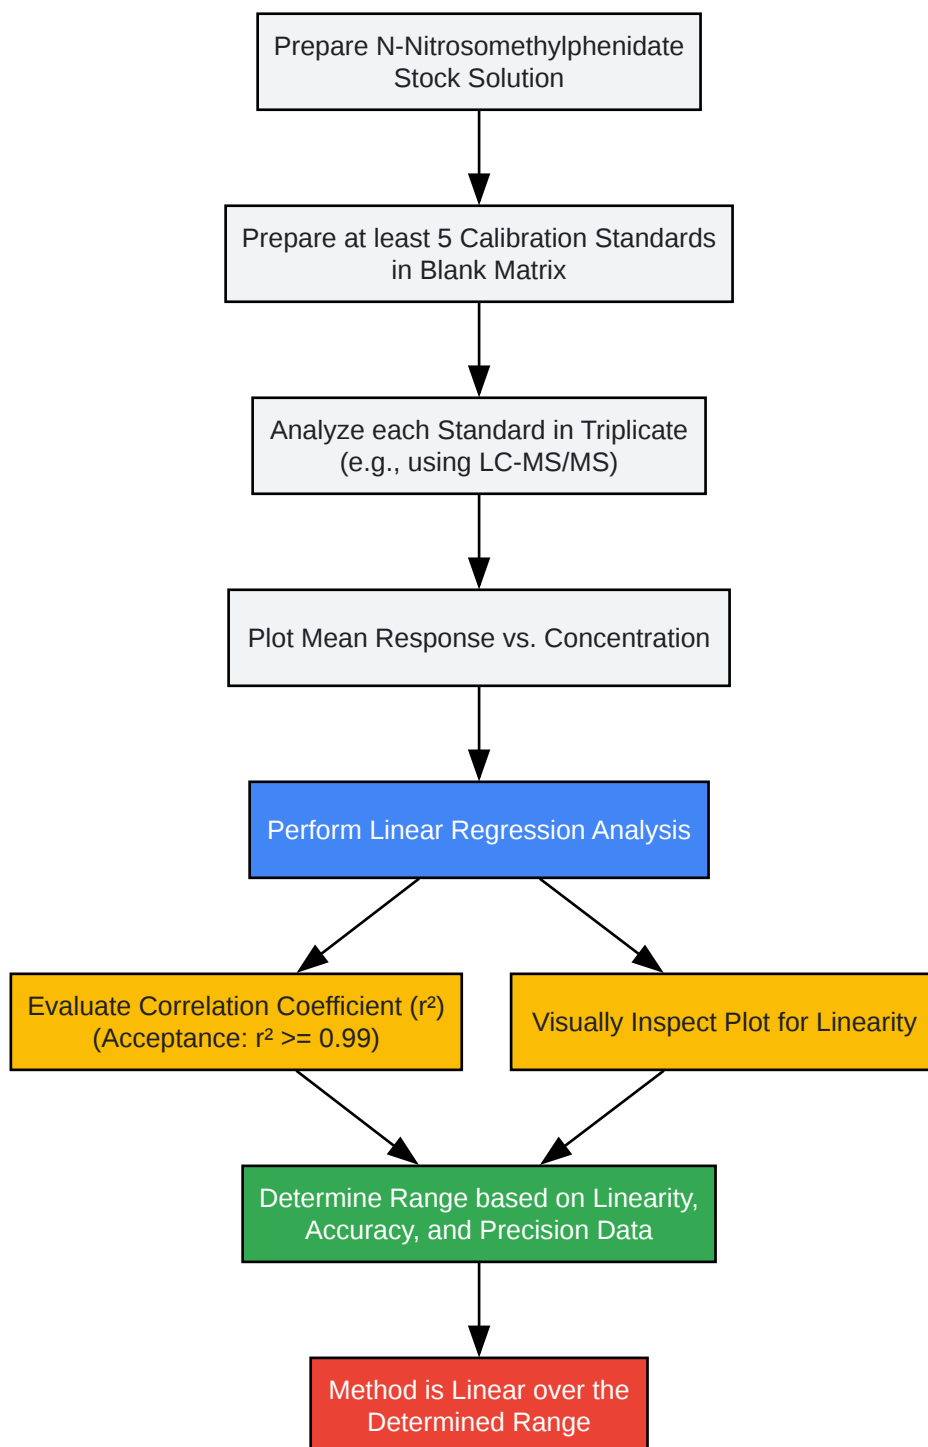 Prepare N-Nitrosomethylphenidate
Stock Solution
Prepare at least 5 Calibration Standards
in Blank Matrix
Analyze each Standard in Triplicate
(e.g., using LC-MS/MS)
Plot Mean Response vs. Concentration
Perform Linear Regression Analysis
Evaluate Correlation Coefficient (r²)
(Acceptance: r² >= 0.99)
Visually Inspect Plot for Linearity
Determine Range based on Linearity,
Accuracy, and Precision Data
Method is Linear over the
Determined Range